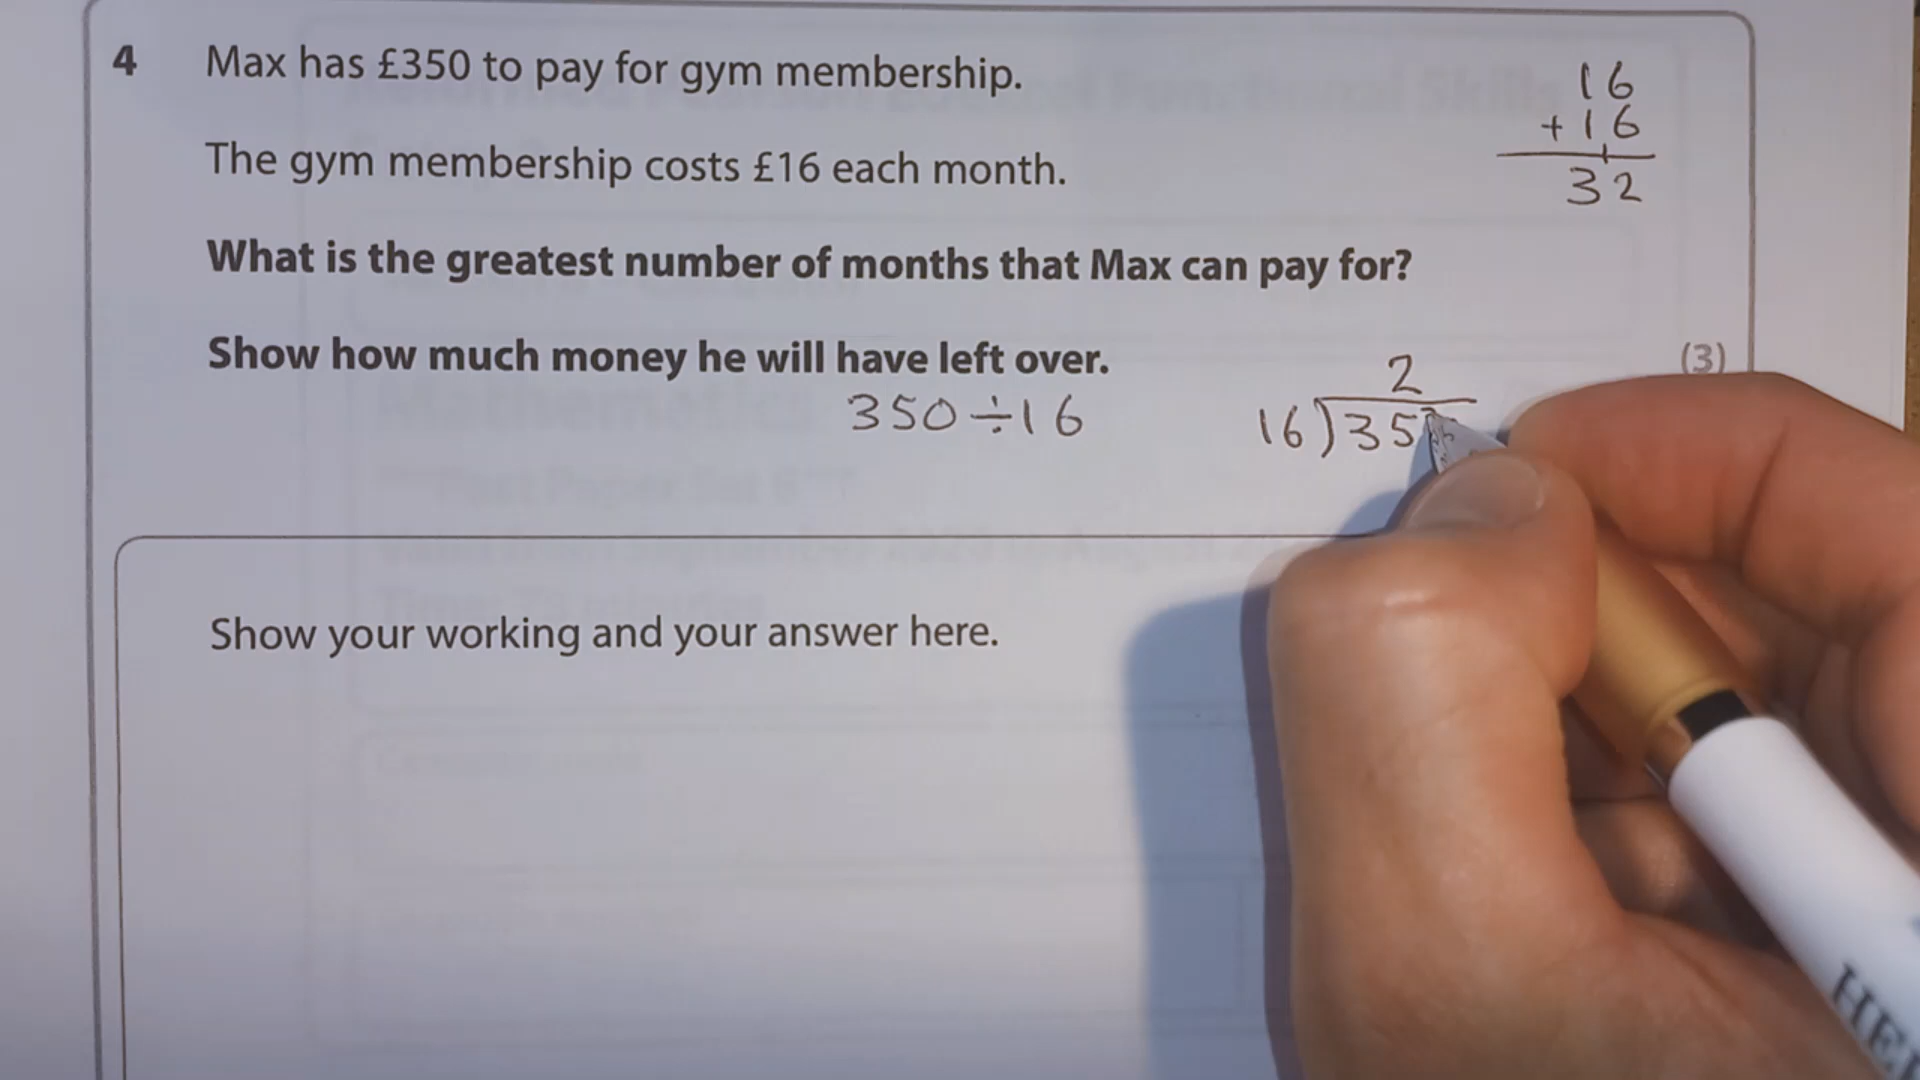 4 Max has £350 to pay for gym membership.
16
+16
The gym membership costs £16 each month.
1
32
What is the greatest number of months that Max can pay for?
Show how much money he will have left over.
(3)
2
350÷16
16)35
Show your working and your answer here.